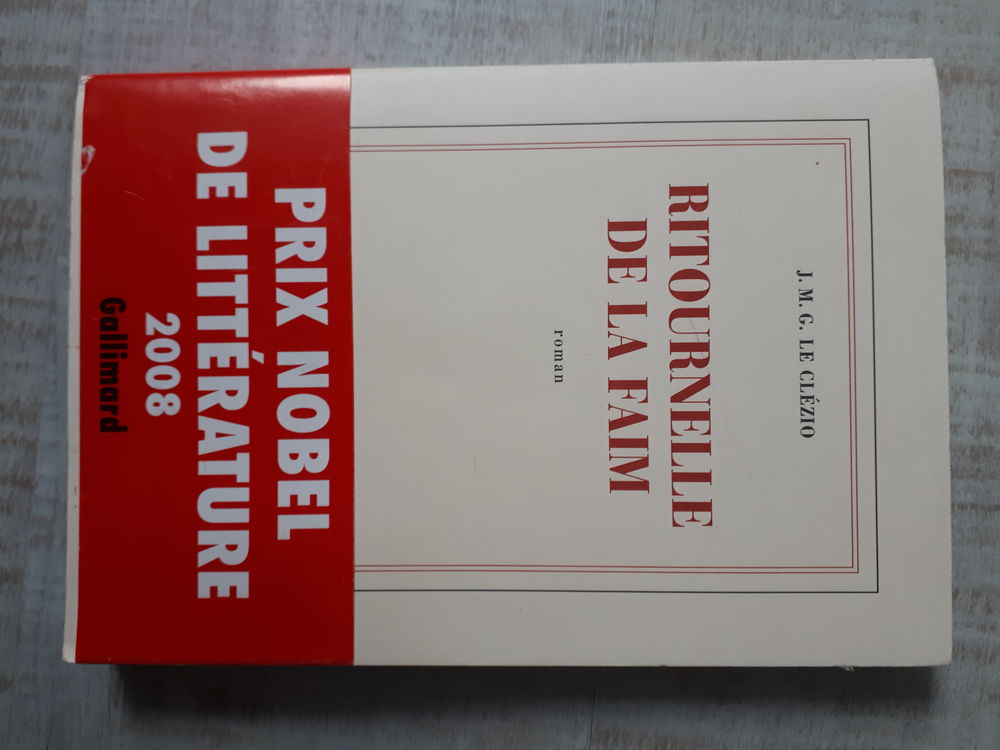 J. M. G. LE CLÉZIO
RITOURNELLE
DE LA FAIM
roman
PRIX NOBEL
DE LITTÉRATURE
2008
Gallimard